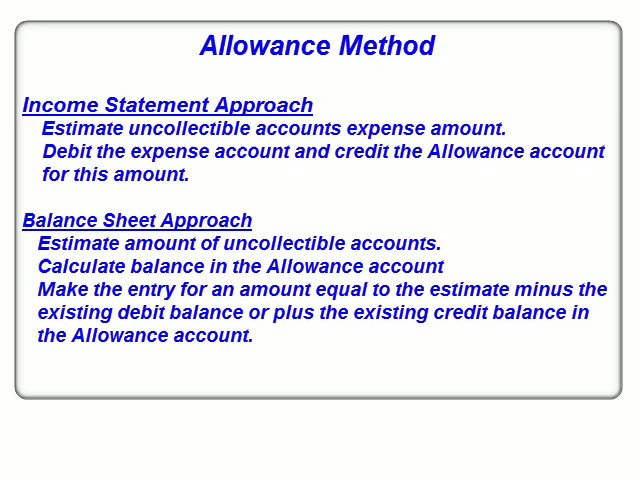 Allowance Method
Income Statement Approach
Estimate uncollectible accounts expense amount.
Debit the expense account and credit the Allowance account
for this amount.
Balance Sheet Approach
Estimate amount of uncollectible accounts.
Calculate balance in the Allowance account
Make the entry for an amount equal to the estimate minus the
existing debit balance or plus the existing credit balance in
the Allowance account.